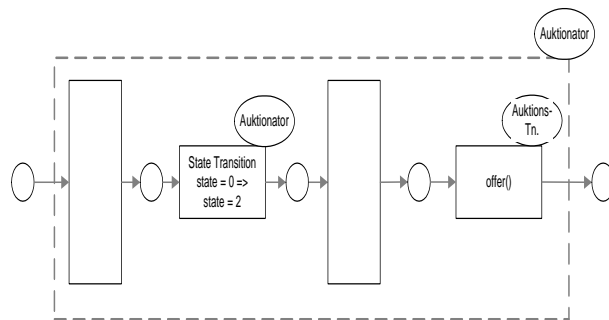 Auktionator
Auktionator
Auktions-
Tn.
State Transition
state = 0 =>
state = 2
offer()